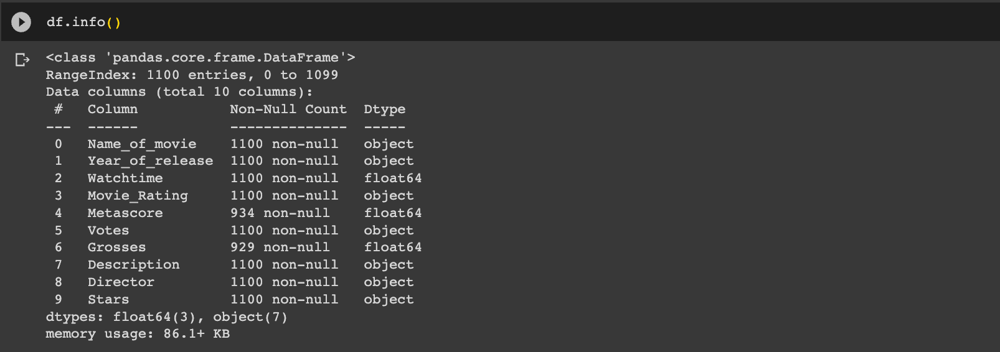 df.info()
<class 'pandas.core.frame.DataFrame'>
RangeIndex: 1100 entries, 0 to 1099
Data columns (total 10 columns):
 #   Column           Non-Null Count  Dtype
---  ------           --------------  -----
 0   Name_of_movie    1100 non-null   object
 1   Year_of_release  1100 non-null   object
 2   Watchtime        1100 non-null   float64
 3   Movie_Rating     1100 non-null   object
 4   Metascore        934 non-null    float64
 5   Votes            1100 non-null   object
 6   Grosses          929 non-null    float64
 7   Description      1100 non-null   object
 8   Director         1100 non-null   object
 9   Stars            1100 non-null   object
dtypes: float64(3), object(7)
memory usage: 86.1+ KB